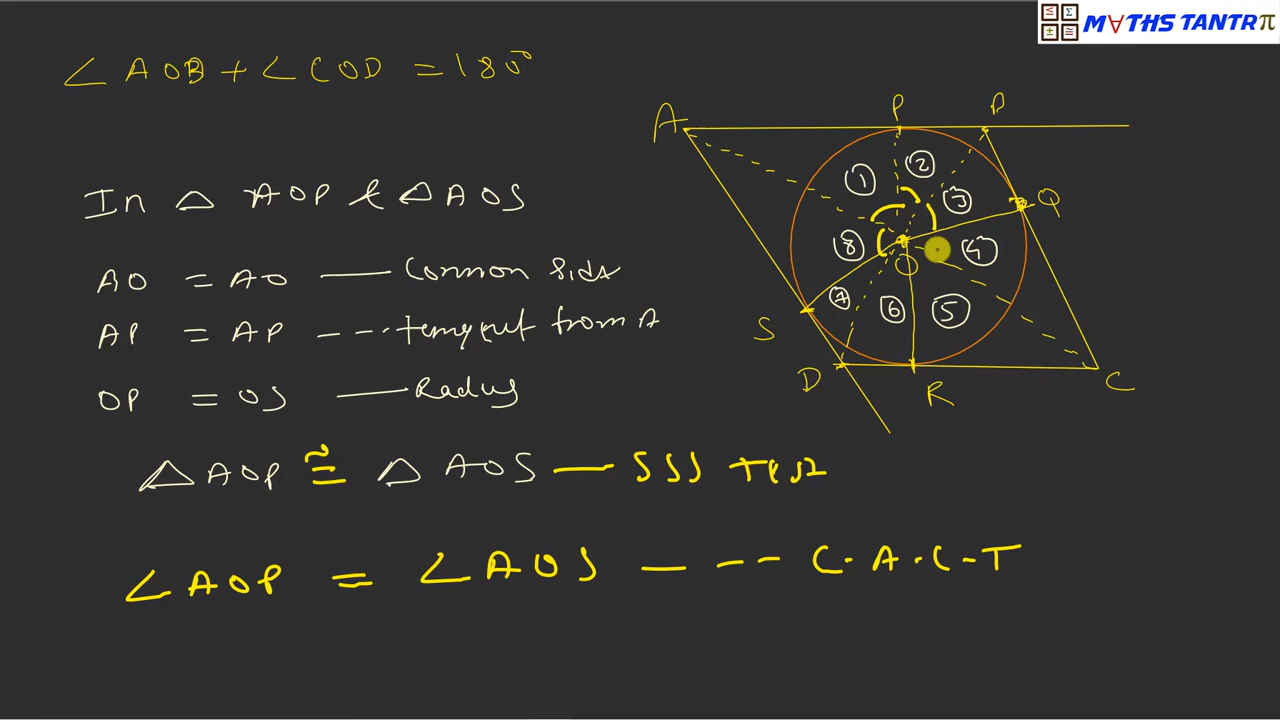 MATHS TANTRπ
∠AOB + ∠COD = 180°
In △ AOP & △ AOS
AO = AO — Common side
AP = AP - - - tangent from A
OP = OS — Radius
△AOP ≅ △AOS — SSS test
∠AOP = ∠AOS — - - - C.A.C.T
A
P
B
1
2
3
Q
8
O
4
7
6
5
S
D
R
C